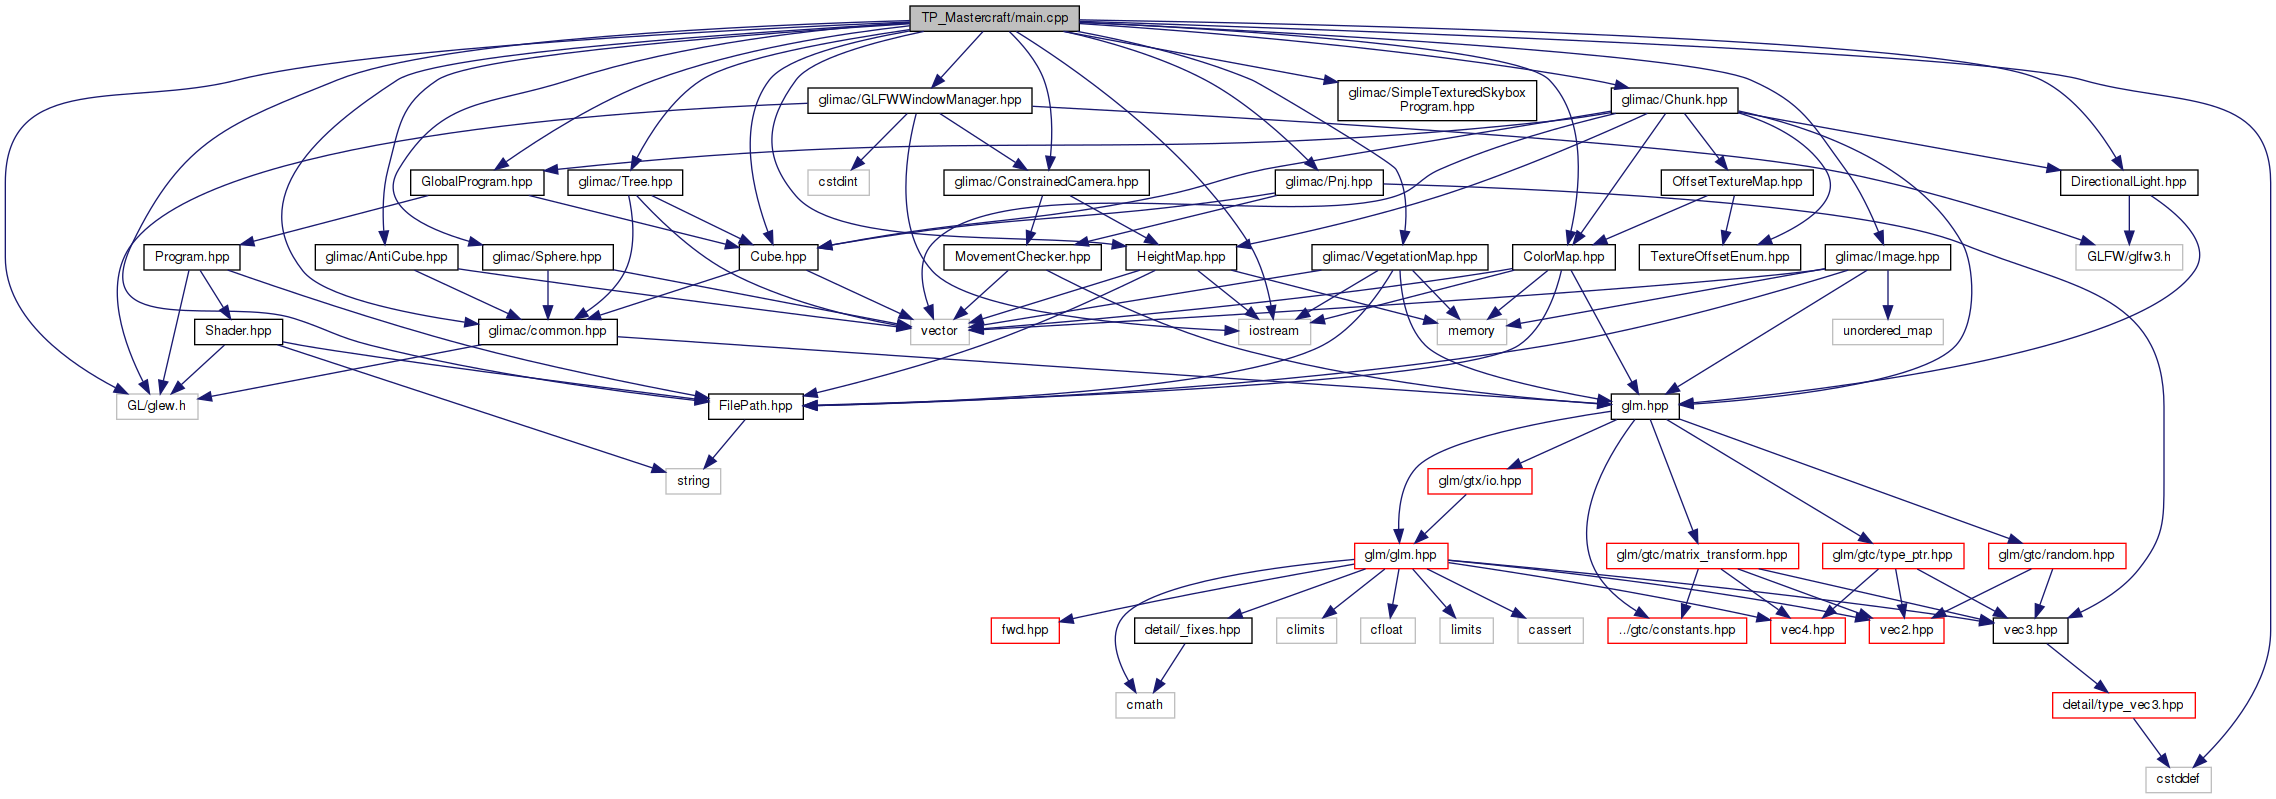 TP_Mastercraft/main.cpp
glimac/GLFWWindowManager.hpp
glimac/SimpleTexturedSkybox
Program.hpp
glimac/Chunk.hpp
cstdint
GlobalProgram.hpp
glimac/Tree.hpp
glimac/ConstrainedCamera.hpp
glimac/Pnj.hpp
OffsetTextureMap.hpp
DirectionalLight.hpp
Program.hpp
glimac/AntiCube.hpp
glimac/Sphere.hpp
Cube.hpp
MovementChecker.hpp
HeightMap.hpp
glimac/VegetationMap.hpp
ColorMap.hpp
TextureOffsetEnum.hpp
glimac/Image.hpp
GLFW/glfw3.h
Shader.hpp
glimac/common.hpp
vector
iostream
memory
unordered_map
GL/glew.h
FilePath.hpp
glm.hpp
string
glm/gtx/io.hpp
glm/glm.hpp
glm/gtc/matrix_transform.hpp
glm/gtc/type_ptr.hpp
glm/gtc/random.hpp
fwd.hpp
detail/_fixes.hpp
climits
cfloat
limits
cassert
../gtc/constants.hpp
vec4.hpp
vec2.hpp
vec3.hpp
cmath
detail/type_vec3.hpp
cstddef